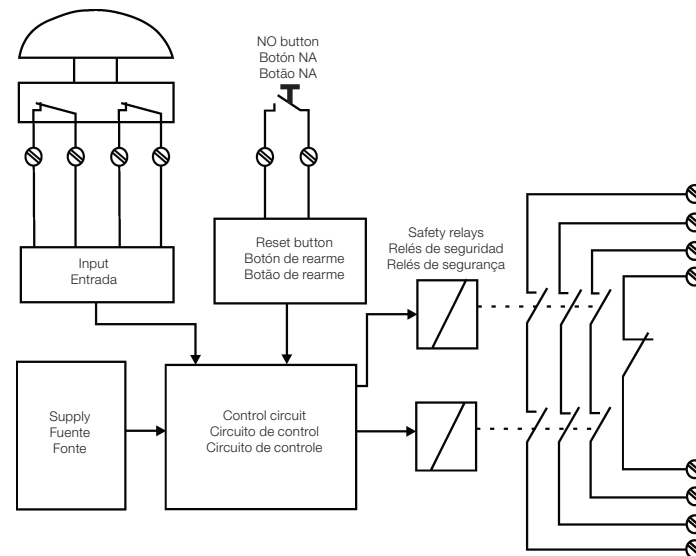 NO button
Botón NA
Botão NA
Input
Entrada
Reset button
Botón de rearme
Botão de rearme
Safety relays
Relés de seguridad
Relés de segurança
Supply
Fuente
Fonte
Control circuit
Circuito de control
Circuito de controle